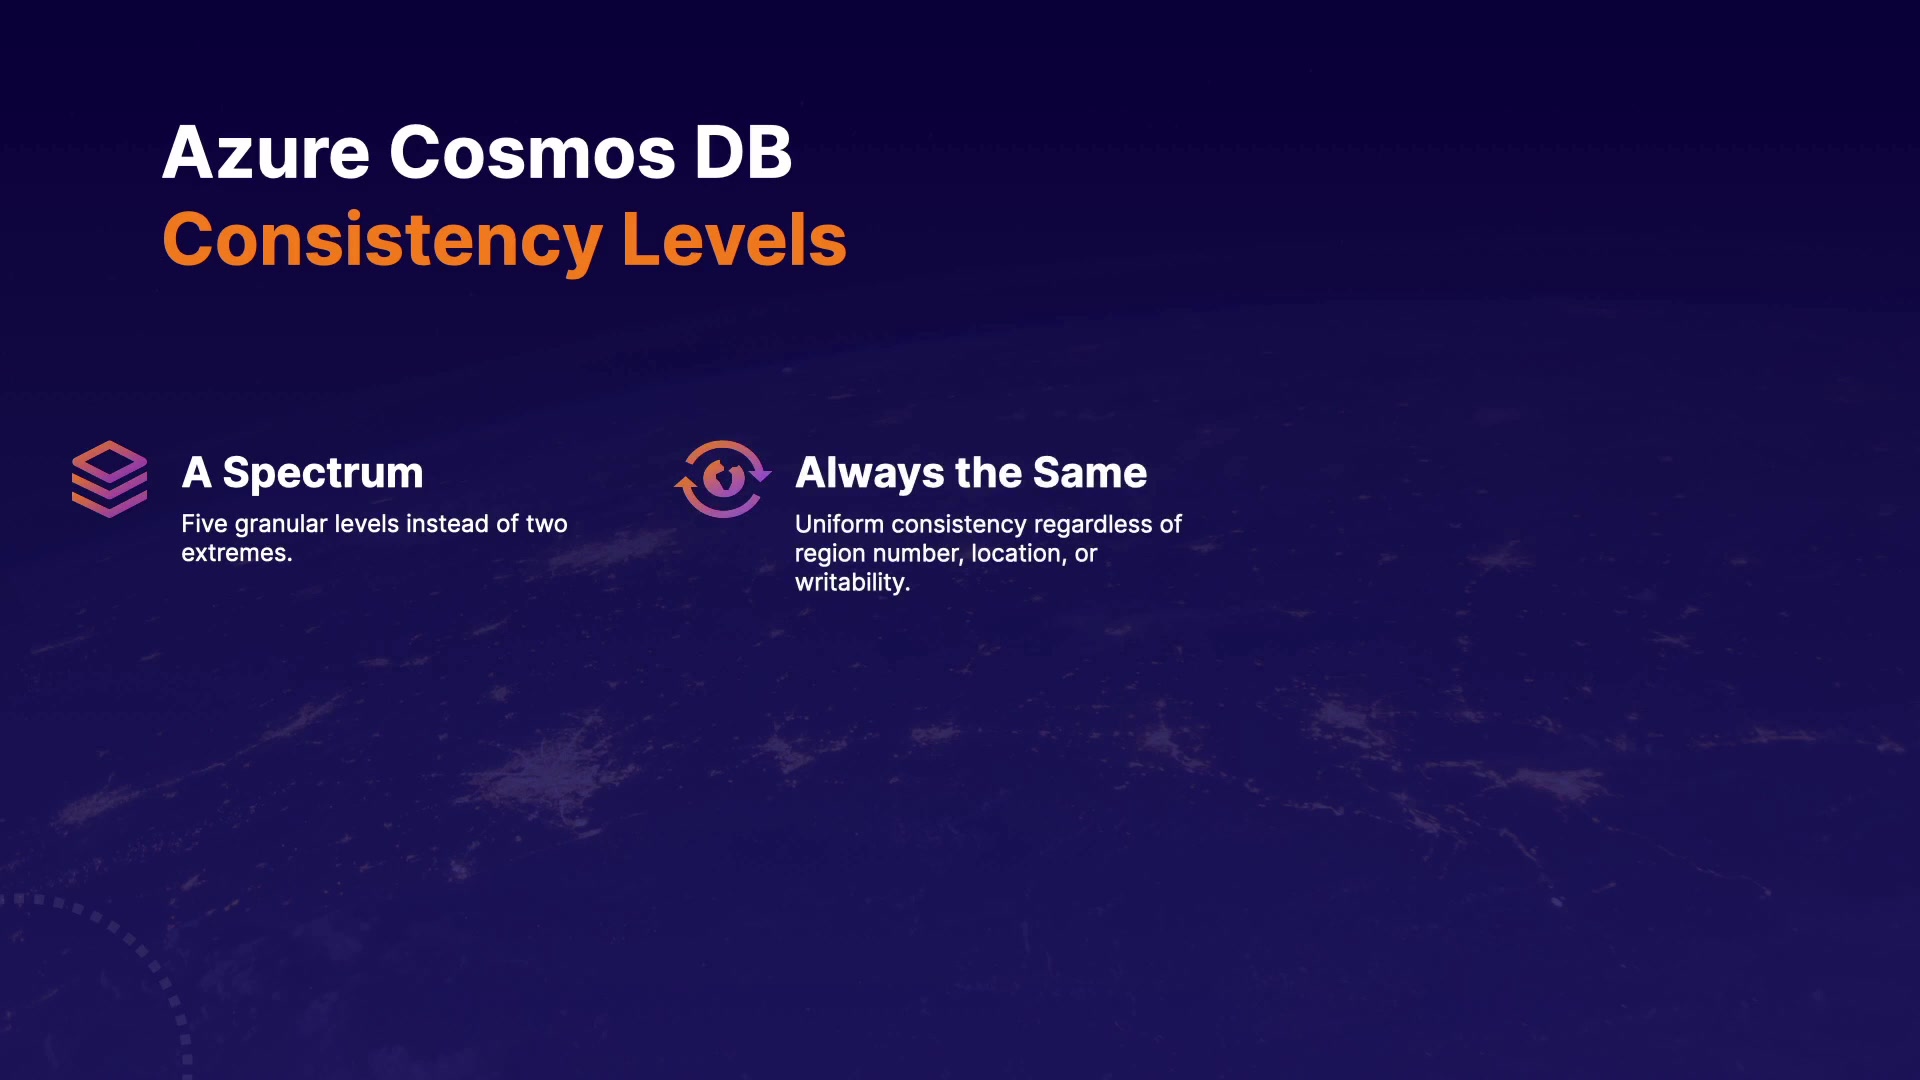 Azure Cosmos DB
Consistency Levels
A Spectrum
Five granular levels instead of two
extremes.
Always the Same
Uniform consistency regardless of
region number, location, or
writability.